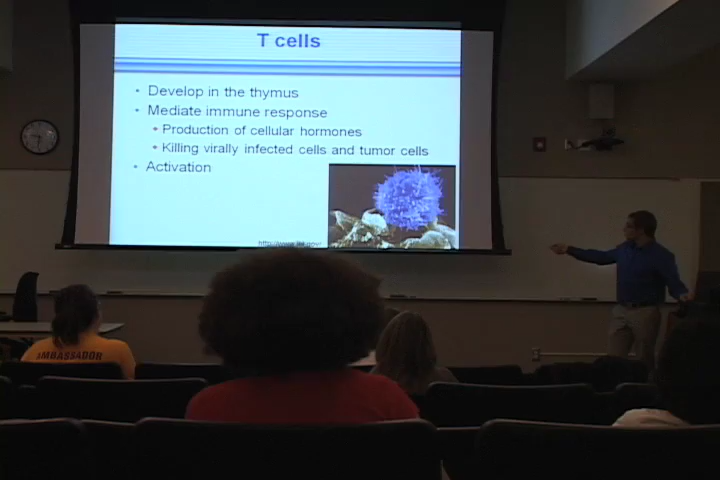 T cells
• Develop in the thymus
• Mediate immune response
• Production of cellular hormones
• Killing virally infected cells and tumor cells
• Activation
AMBASSADOR